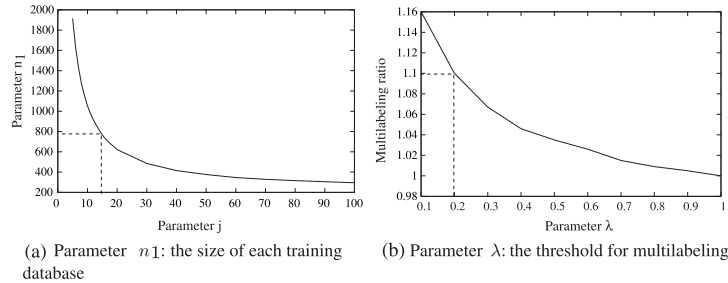 2000
1800
1600
1400
1200
1000
800
600
400
200
0 10 20 30 40 50 60 70 80 90 100
Parameter n1
Parameter j
(a) Parameter n1: the size of each training
database
1.16
1.14
1.12
1.1
1.08
1.06
1.04
1.02
1
0.98
0.1 0.2 0.3 0.4 0.5 0.6 0.7 0.8 0.9 1
Multilabeling ratio
Parameter λ
(b) Parameter λ: the threshold for multilabeling